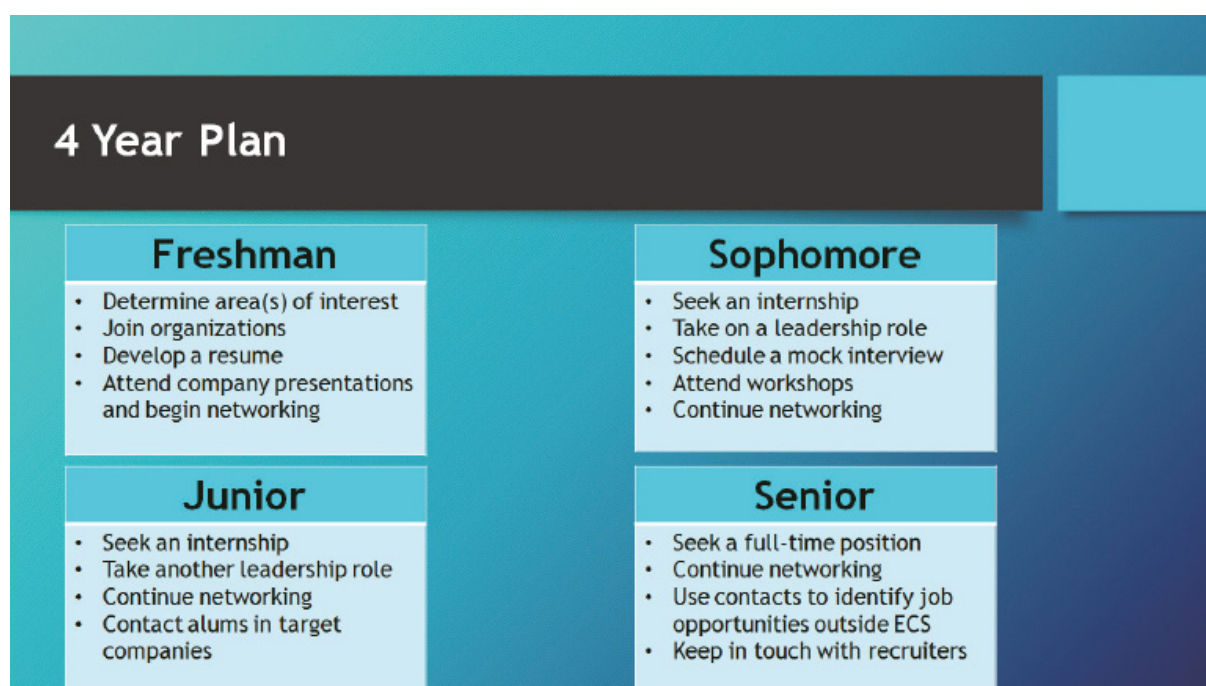 4 Year Plan
Freshman
• Determine area(s) of interest
• Join organizations
• Develop a resume
• Attend company presentations
and begin networking
Sophomore
• Seek an internship
• Take on a leadership role
• Schedule a mock interview
• Attend workshops
• Continue networking
Junior
• Seek an internship
• Take another leadership role
• Continue networking
• Contact alums in target
companies
Senior
• Seek a full-time position
• Continue networking
• Use contacts to identify job
opportunities outside ECS
• Keep in touch with recruiters